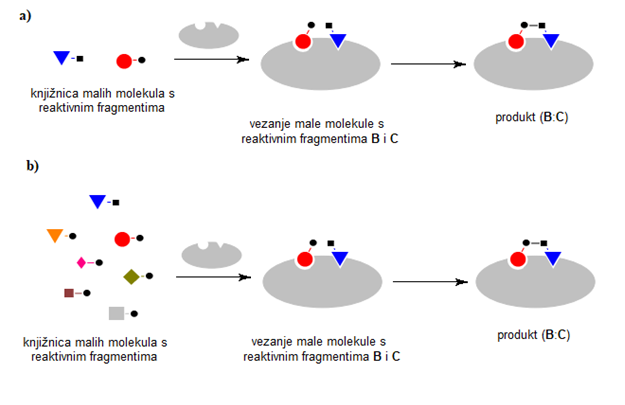 a)
knjižnica malih molekula s
reaktivnim fragmentima
vezanje male molekule s
reaktivnim fragmentima B i C
produkt (B:C)
b)
knjižnica malih molekula s
reaktivnim fragmentima
vezanje male molekule s
reaktivnim fragmentima B i C
produkt (B:C)